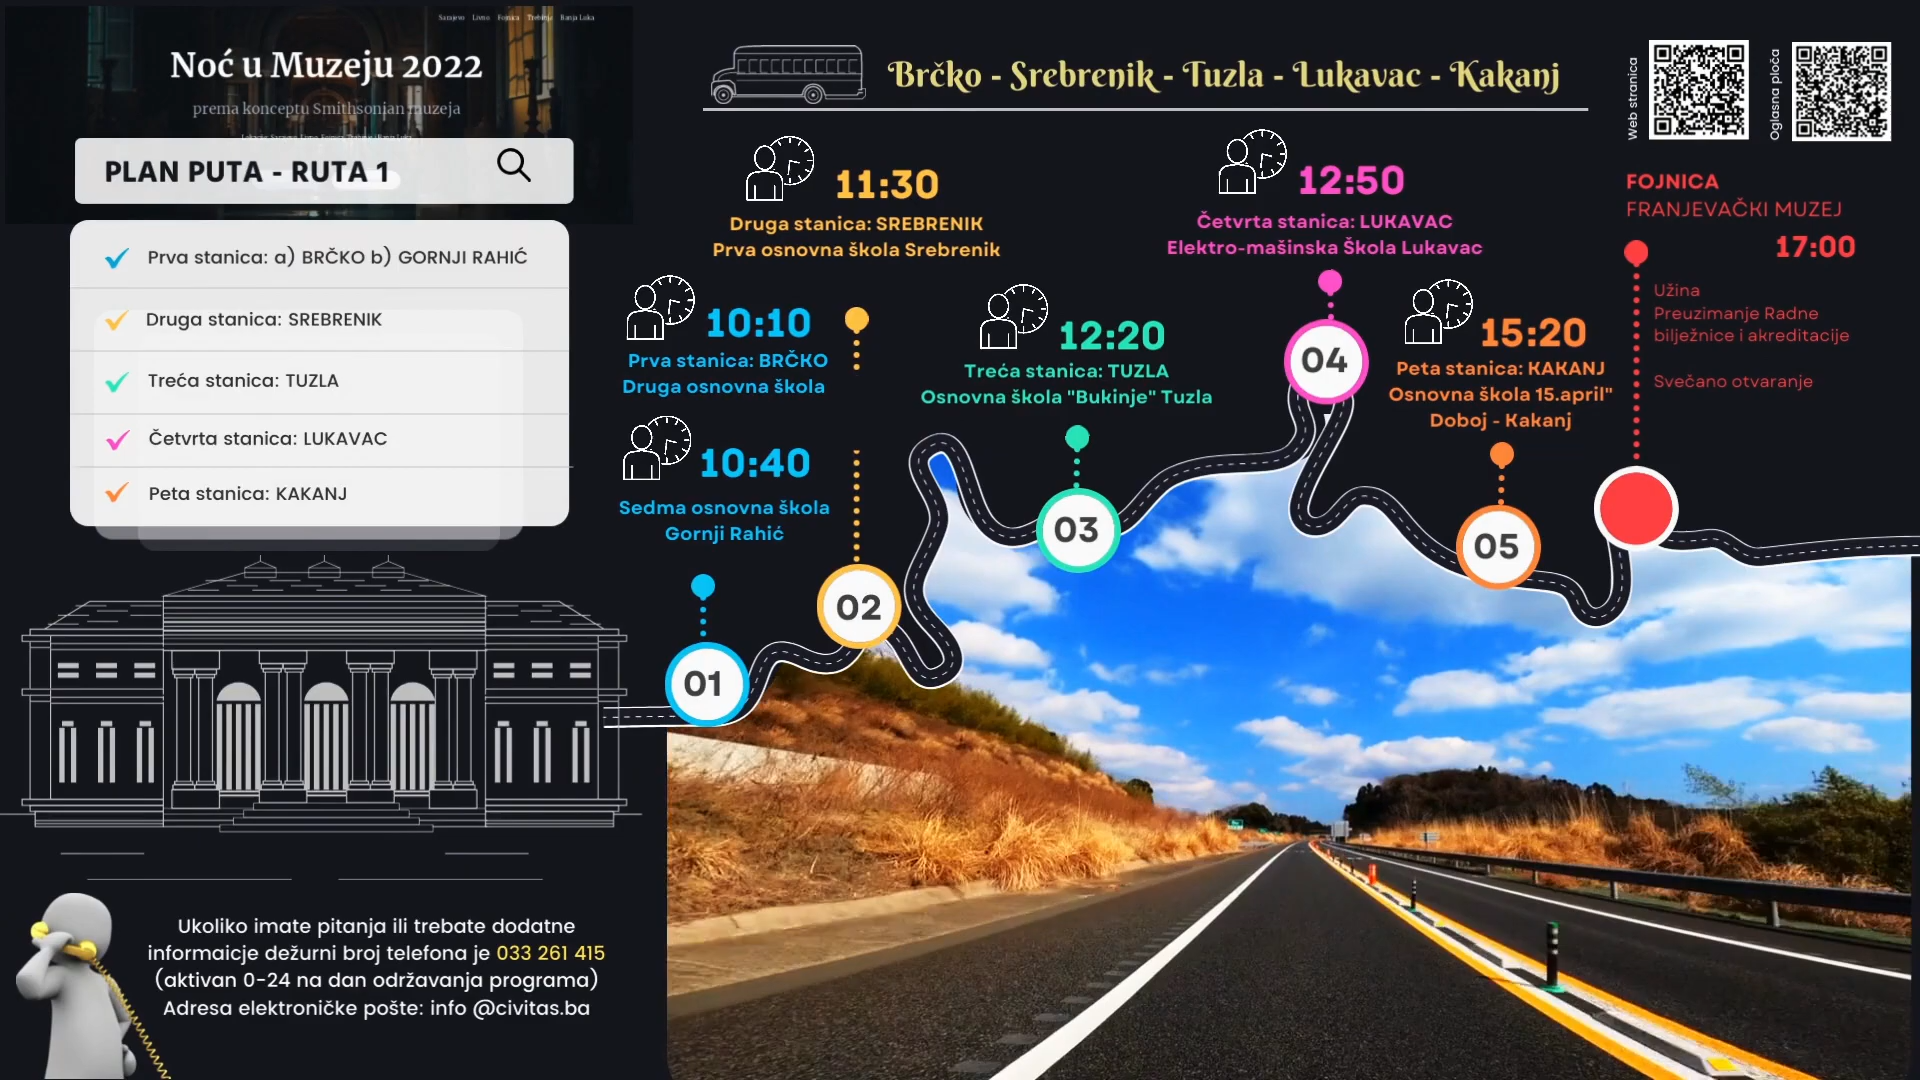 Sarajevo Livno Fojnica Trebinje Banja Luka
Noć u Muzeju 2022
prema konceptu Smithsonian muzeja
PLAN PUTA - RUTA 1
Prva stanica: a) BRČKO b) GORNJI RAHIĆ
Druga stanica: SREBRENIK
Treća stanica: TUZLA
Četvrta stanica: LUKAVAC
Peta stanica: KAKANJ
Ukoliko imate pitanja ili trebate dodatne
informaicje dežurni broj telefona je 033 261 415
(aktivan 0-24 na dan održavanja programa)
Adresa elektroničke pošte: info @civitas.ba
Brčko - Srebrenik - Tuzla - Lukavac - Kakanj
Web stranica
Oglasna ploča
10:10
Prva stanica: BRČKO
Druga osnovna škola
10:40
Sedma osnovna škola
Gornji Rahić
01
11:30
Druga stanica: SREBRENIK
Prva osnovna škola Srebrenik
02
12:20
Treća stanica: TUZLA
Osnovna škola "Bukinje" Tuzla
03
12:50
Četvrta stanica: LUKAVAC
Elektro-mašinska Škola Lukavac
04
15:20
Peta stanica: KAKANJ
Osnovna škola 15.april"
Doboj - Kakanj
05
FOJNICA
FRANJEVAČKI MUZEJ
17:00
Užina
Preuzimanje Radne
bilježnice i akreditacije
Svečano otvaranje